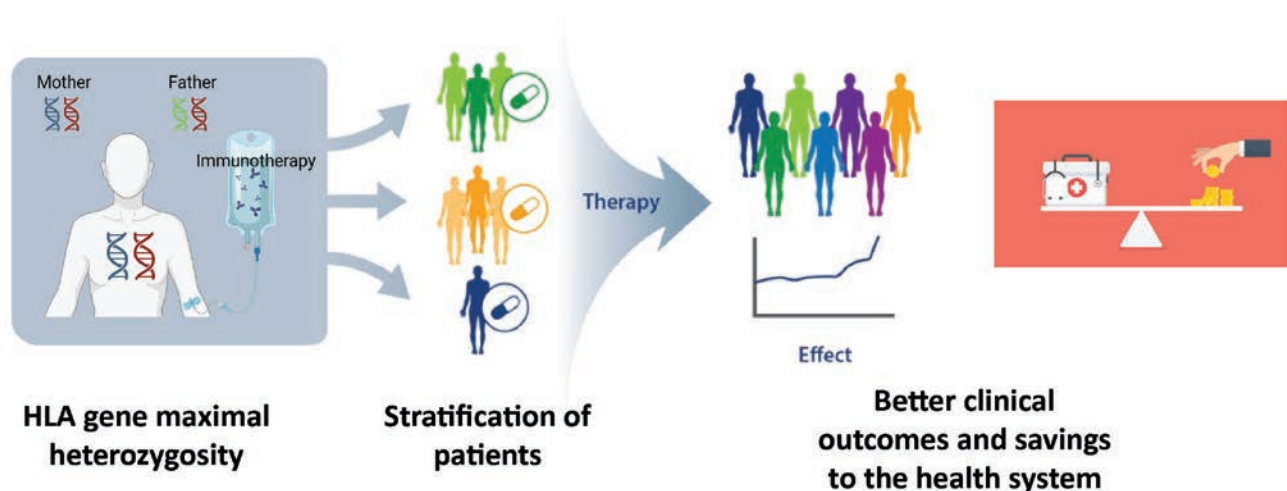 Mother
Father
Immunotherapy
Therapy
Effect
HLA gene maximal
heterozygosity
Stratification of
patients
Better clinical
outcomes and savings
to the health system